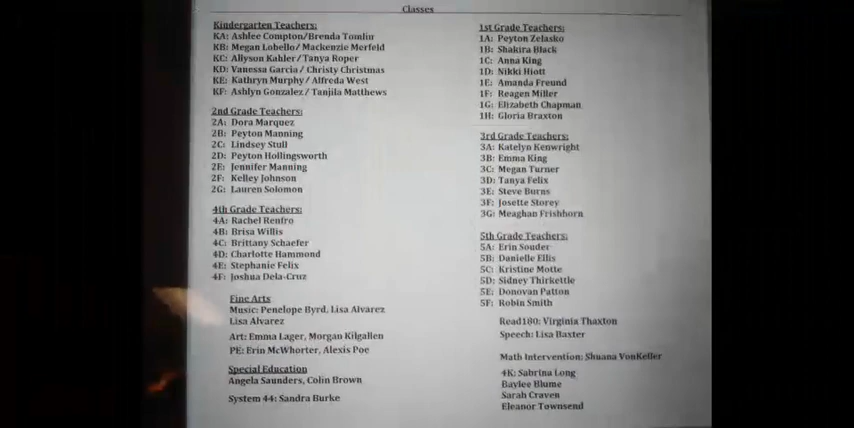 Classes
Kindergarten Teachers:
KA: Ashlee Compton/Brenda Tomlin
KB: Megan Lobello/ Mackenzie Merfeld
KC: Allyson Kahler/Tanya Roper
KD: Vanessa Garcia/ Christy Christmas
KE: Kathryn Murphy/ Alfreda West
KF: Ashlyn Gonzalez/ Tanjila Matthews
2nd Grade Teachers:
2A: Dora Marquez
2B: Peyton Manning
2C: Lindsey Stull
2D: Peyton Hollingsworth
2E: Jennifer Manning
2F: Kelley Johnson
2G: Lauren Solomon
4th Grade Teachers:
4A: Rachel Renfro
4B: Brisa Willis
4C: Brittany Schaefer
4D: Charlotte Hammond
4E: Stephanie Felix
4F: Joshua Dela-Cruz
Fine Arts
Music: Penelope Byrd, Lisa Alvarez
Lisa Alvarez
Art: Emma Lager, Morgan Kilgallen
PE: Erin McWhorter, Alexis Poe
Special Education
Angela Saunders, Colin Brown
System 44: Sandra Burke
1st Grade Teachers:
1A: Peyton Zelasko
1B: Shakira Black
1C: Anna King
1D: Nikki Hiott
1E: Amanda Freund
1F: Reagen Miller
1G: Elizabeth Chapman
1H: Gloria Braxton
3rd Grade Teachers:
3A: Katelyn Kenwright
3B: Emma King
3C: Megan Turner
3D: Tanya Felix
3E: Steve Burns
3F: Josette Storey
3G: Meaghan Frishhorn
5th Grade Teachers:
5A: Erin Souder
5B: Danielle Ellis
5C: Kristine Motte
5D: Sidney Thirkettle
5E: Donovan Patton
5F: Robin Smith
Read180: Virginia Thaxton
Speech: Lisa Baxter
Math Intervention: Shuana VonKeller
4K: Sabrina Long
Baylee Blume
Sarah Craven
Eleanor Townsend